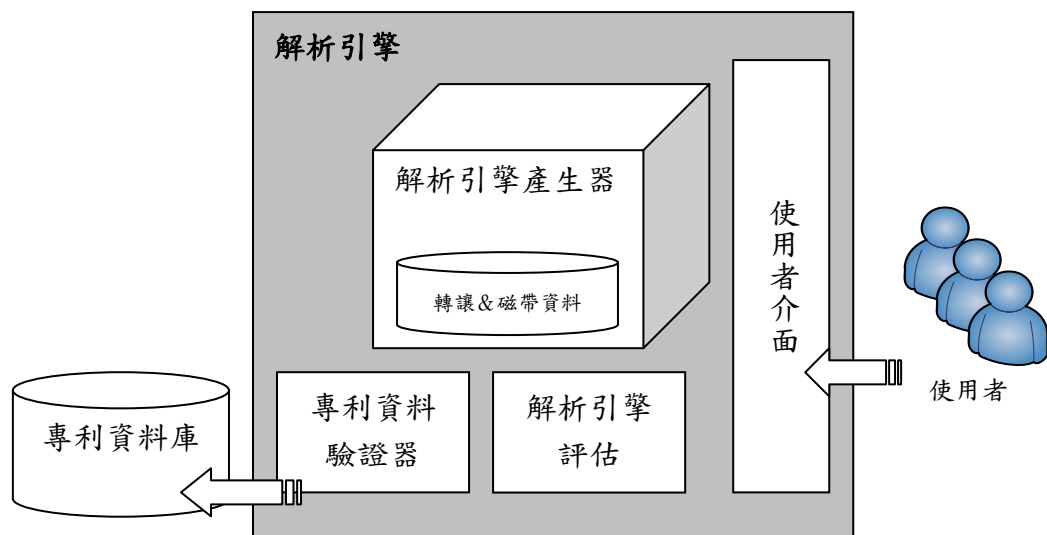 解析引擎
解析引擎產生器
轉讓&磁帶資料
使用者介面
使用者
專利資料庫
專利資料
驗證器
解析引擎
評估